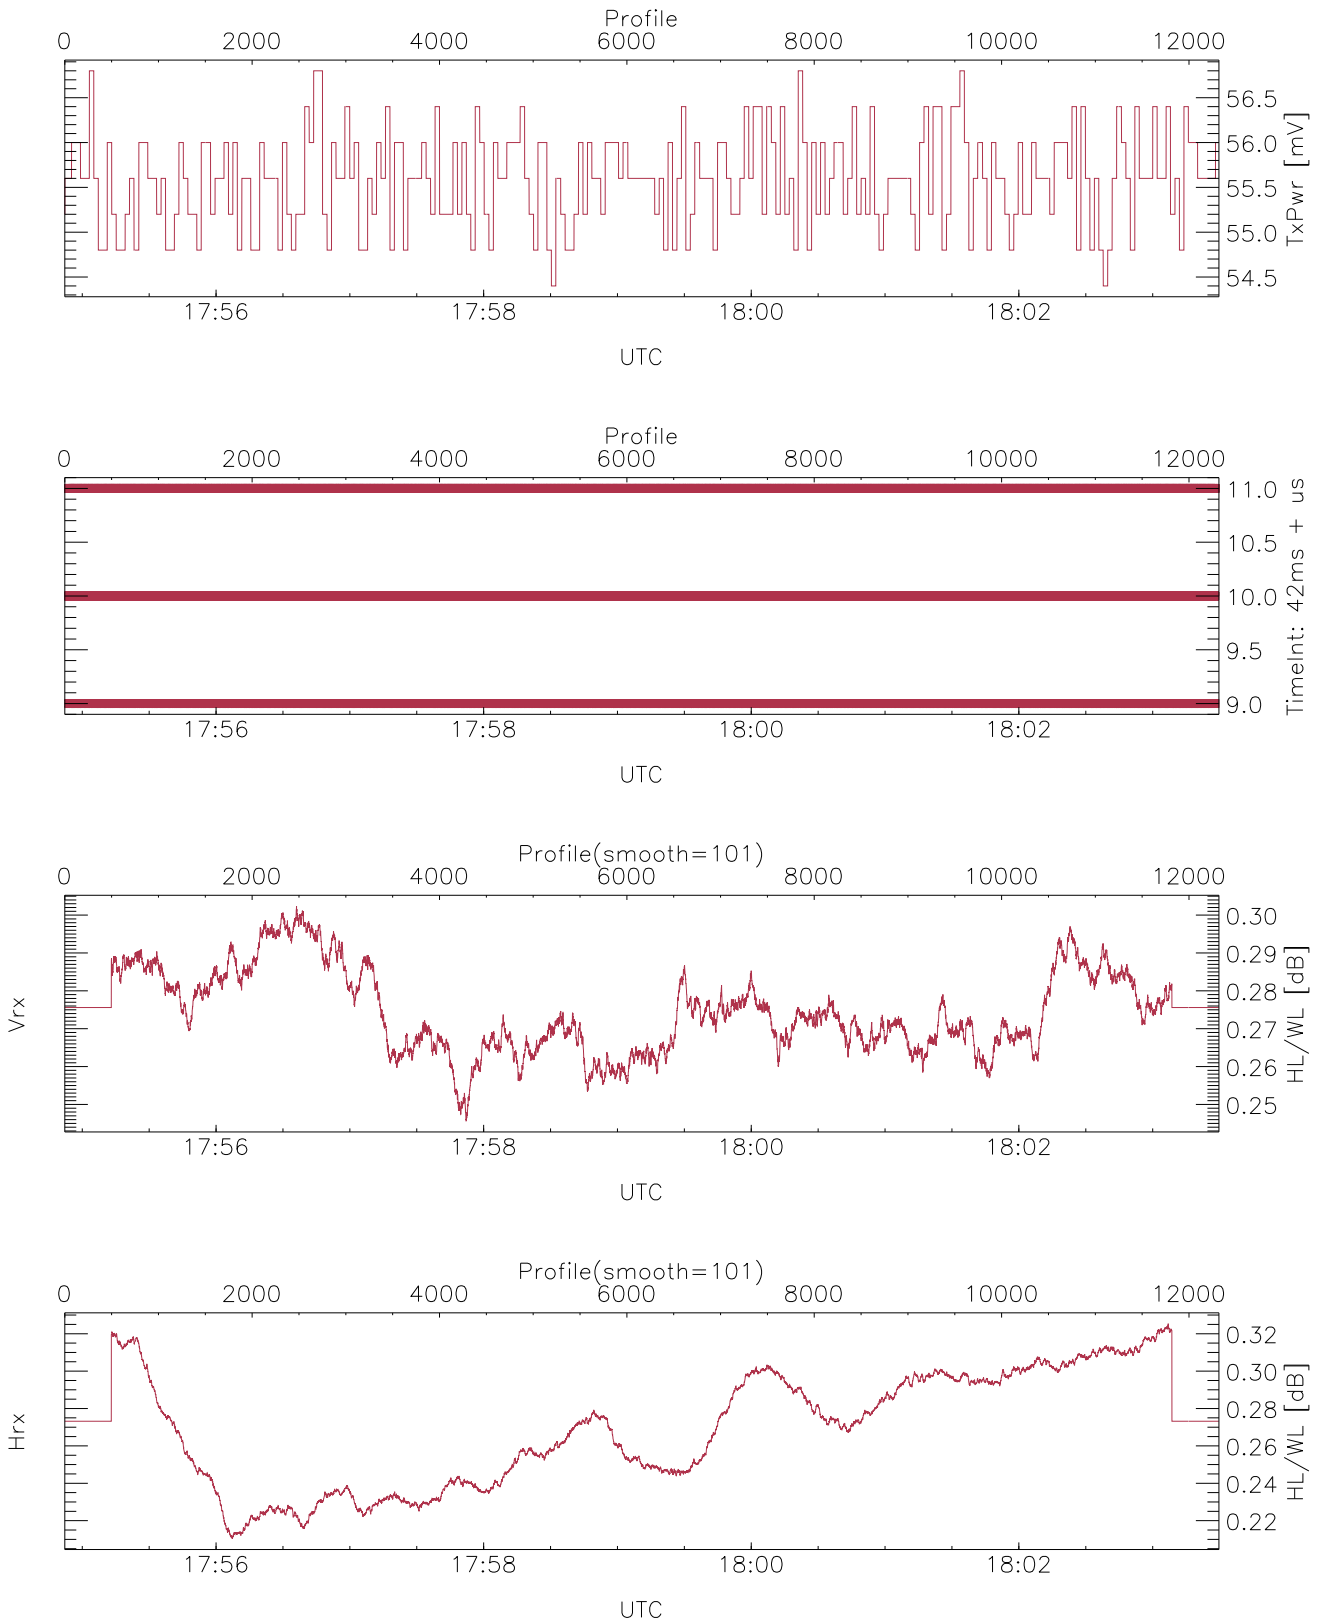 Profile
0 2000 4000 6000 8000 10000 12000
56.5
56.0
55.5
55.0
54.5
TxPwr [mV]
17:56 17:58 18:00 18:02
UTC
Profile
0 2000 4000 6000 8000 10000 12000
11.0
10.5
10.0
9.5
9.0
TimeInt: 42ms + us
17:56 17:58 18:00 18:02
UTC
Profile(smooth=101)
0 2000 4000 6000 8000 10000 12000
Vrx
0.30
0.29
0.28
0.27
0.26
0.25
HL/WL [dB]
17:56 17:58 18:00 18:02
UTC
Profile(smooth=101)
0 2000 4000 6000 8000 10000 12000
Hrx
0.32
0.30
0.28
0.26
0.24
0.22
HL/WL [dB]
17:56 17:58 18:00 18:02
UTC